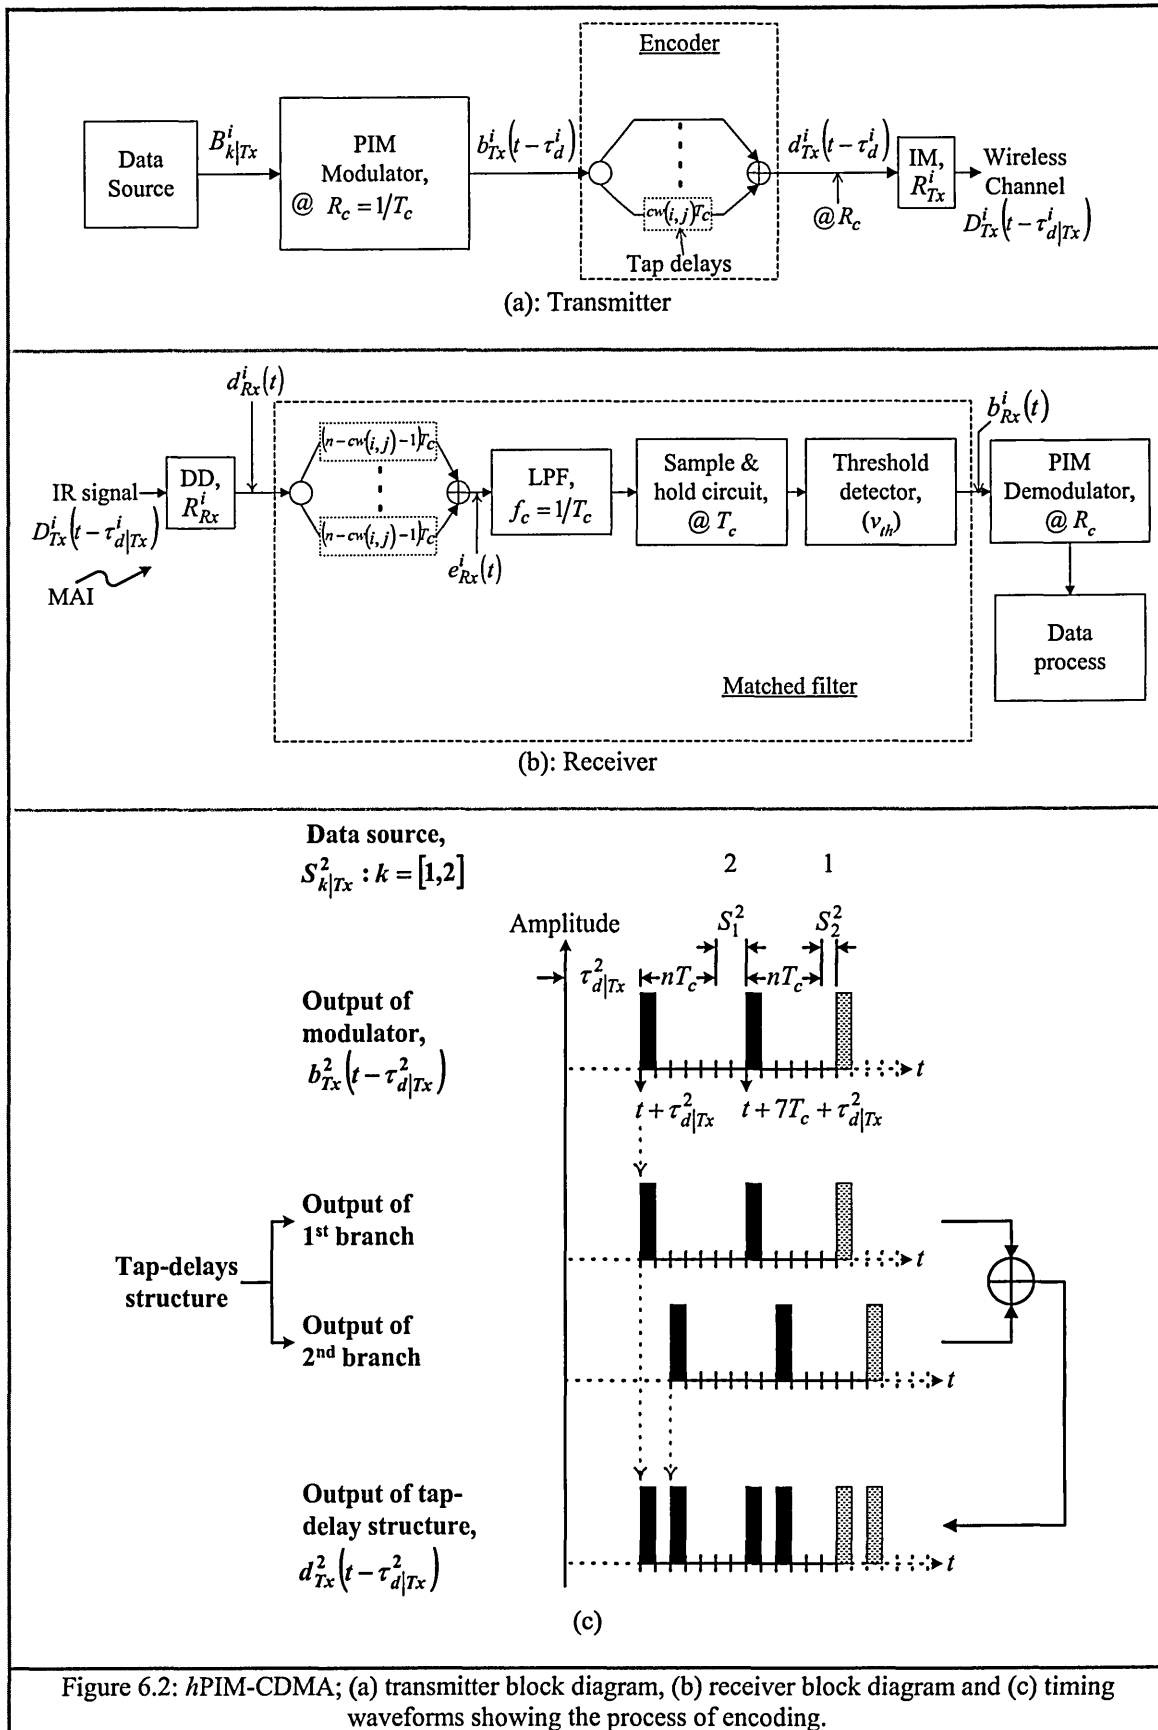 Encoder
Data Source
B^i_{k|Tx}
PIM Modulator,
@ R_c = 1/T_c
b^i_{Tx}(t − τ^i_d)
cw(i, j)T_c
Tap delays
d^i_{Tx}(t − τ^i_d)
@ R_c
IM,
R^i_{Tx}
Wireless
Channel
D^i_{Tx}(t − τ^i_{d|Tx})
(a): Transmitter
d^i_{Rx}(t)
IR signal
D^i_{Tx}(t − τ^i_{d|Tx})
MAI
DD,
R^i_{Rx}
(n − cw(i, j) − 1)T_c
(n − cw(i, j) − 1)T_c
e^i_{Rx}(t)
LPF,
f_c = 1/T_c
Sample &
hold circuit,
@ T_c
Threshold
detector,
(v_{th})
b^i_{Rx}(t)
PIM
Demodulator,
@ R_c
Data
process
Matched filter
(b): Receiver
Data source,
S^2_{k|Tx} : k = [1,2]
2 1
Amplitude
S^2_1 S^2_2
τ^2_{d|Tx} nT_c nT_c
Output of
modulator,
b^2_{Tx}(t − τ^2_{d|Tx})
t
t + τ^2_{d|Tx} t + 7T_c + τ^2_{d|Tx}
Tap-delays
structure
Output of
1st branch
t
Output of
2nd branch
t
Output of tap-
delay structure,
d^2_{Tx}(t − τ^2_{d|Tx})
t
(c)
Figure 6.2: hPIM-CDMA; (a) transmitter block diagram, (b) receiver block diagram and (c) timing
waveforms showing the process of encoding.